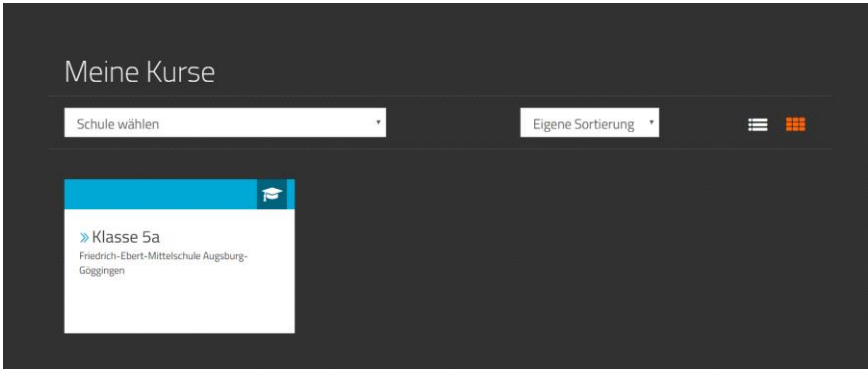 Meine Kurse
Schule wählen
Eigene Sortierung
Klasse 5a
Friedrich-Ebert-Mittelschule Augsburg-
Göggingen